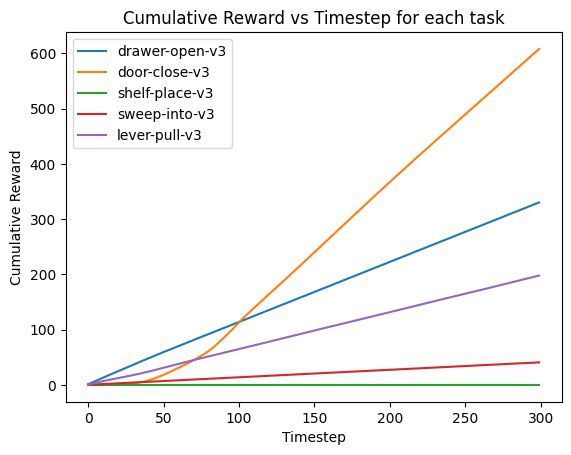 Cumulative Reward vs Timestep for each task
drawer-open-v3
door-close-v3
shelf-place-v3
sweep-into-v3
lever-pull-v3
Cumulative Reward
600
500
400
300
200
100
0
0 50 100 150 200 250 300
Timestep